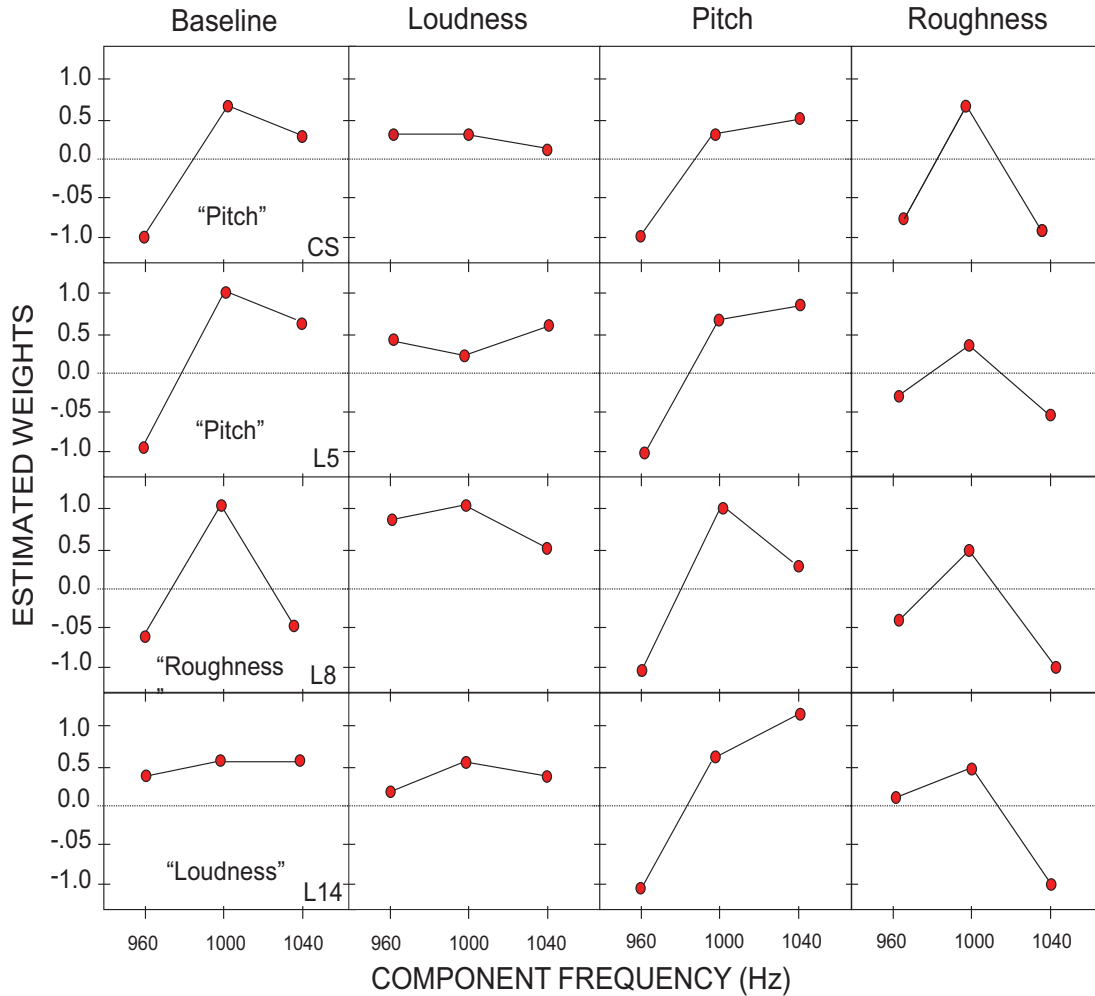 Baseline Loudness Pitch Roughness
1.0
0.5
0.0
-.05
-1.0
“Pitch”
CS
1.0
0.5
0.0
-.05
-1.0
“Pitch”
L5
1.0
0.5
0.0
-.05
-1.0
“Roughness
”
L8
1.0
0.5
0.0
-.05
-1.0
“Loudness”
L14
ESTIMATED WEIGHTS
960 1000 1040 960 1000 1040 960 1000 1040 960 1000 1040
COMPONENT FREQUENCY (Hz)